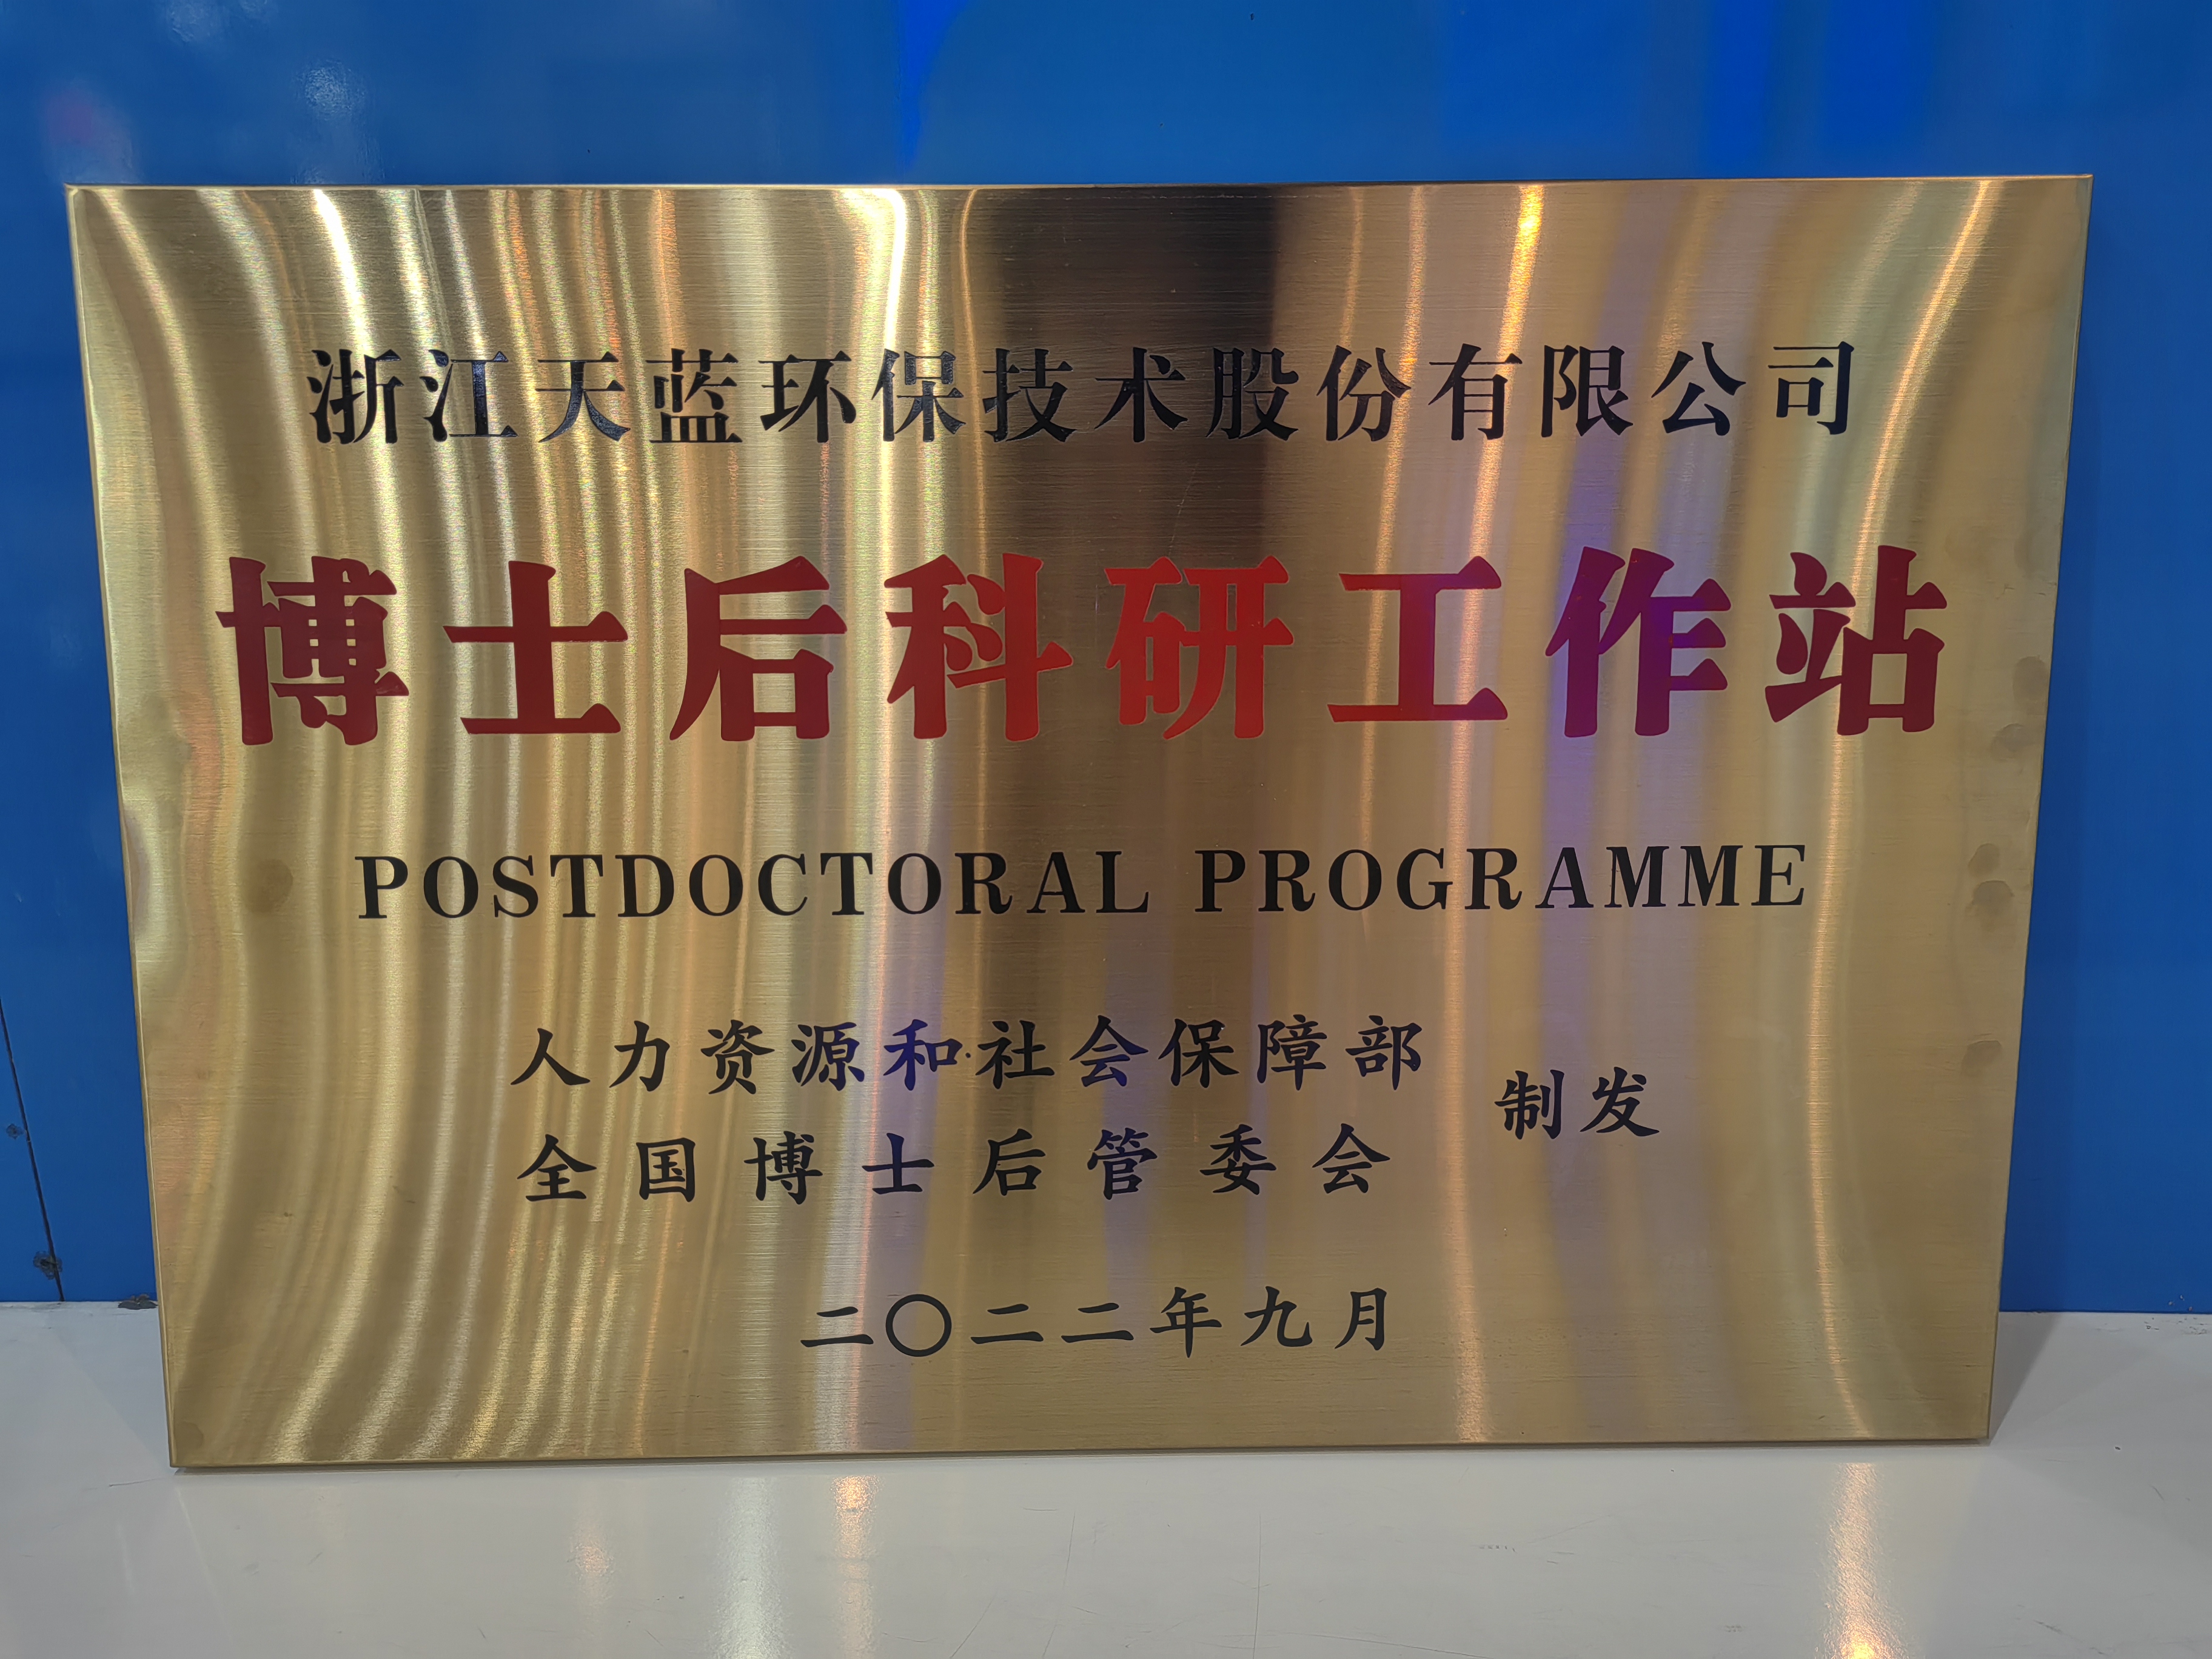 浙江天蓝环保技术股份有限公司
博士后科研工作站
POSTDOCTORAL PROGRAMME
人力资源和社会保障部
全国博士后管委会
制发
二〇二二年九月